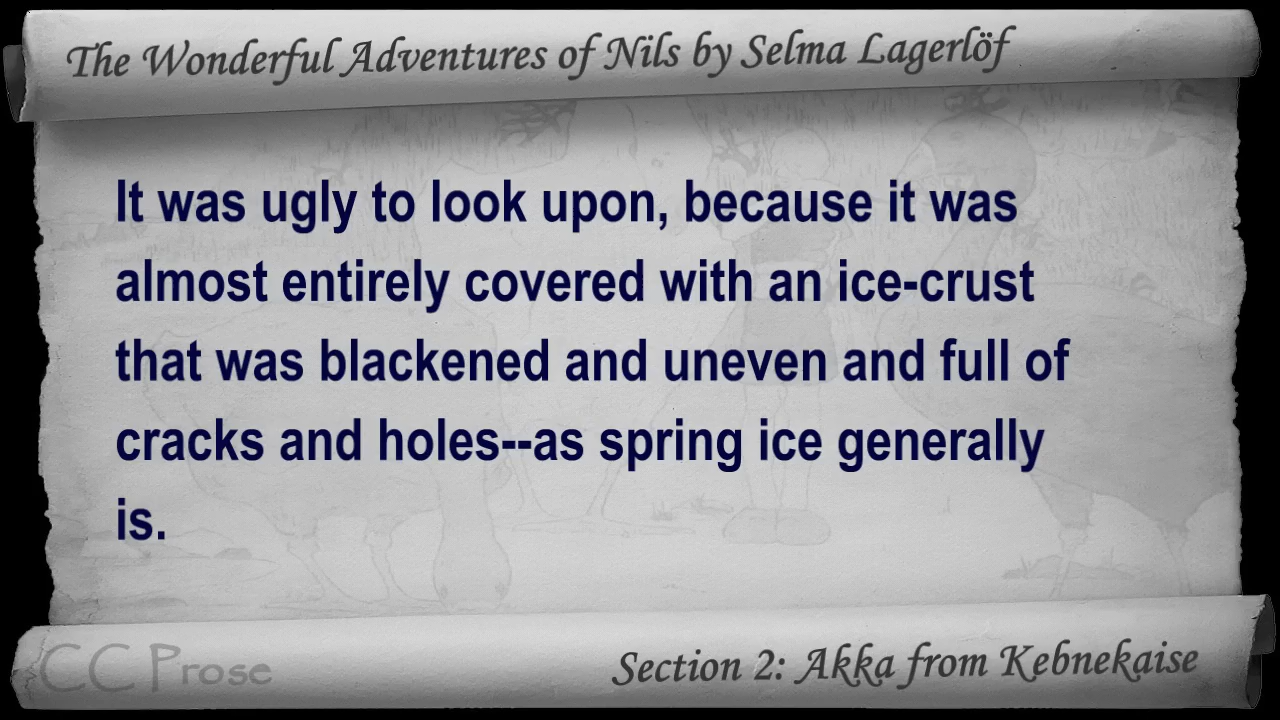 The Wonderful Adventures of Nils by Selma Lagerlöf
It was ugly to look upon, because it was
almost entirely covered with an ice-crust
that was blackened and uneven and full of
cracks and holes--as spring ice generally
is.
CC Prose
Section 2: Akka from Kebnekaise